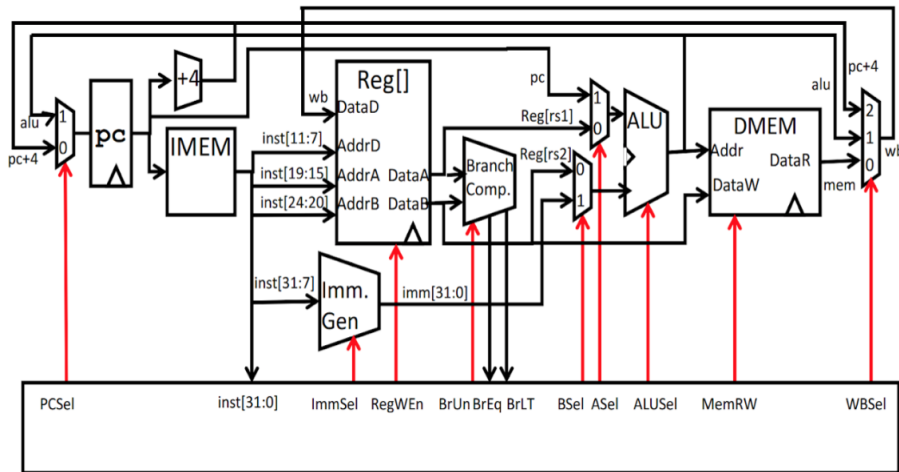 +4
Reg[]
pc
pc+4
alu
wb
DataD
alu
1
0
pc
pc+4
IMEM
inst[11:7]
AddrD
inst[19:15]
AddrA
DataA
inst[24:20]
AddrB
DataB
Branch
Comp.
Reg[rs1]
1
0
Reg[rs2]
0
1
ALU
DMEM
Addr
DataR
DataW
mem
2
1
0
wb
inst[31:7]
Imm.
Gen
imm[31:0]
PCSel
inst[31:0]
ImmSel
RegWEn
BrUn
BrEq
BrLT
BSel
ASel
ALUSel
MemRW
WBSel